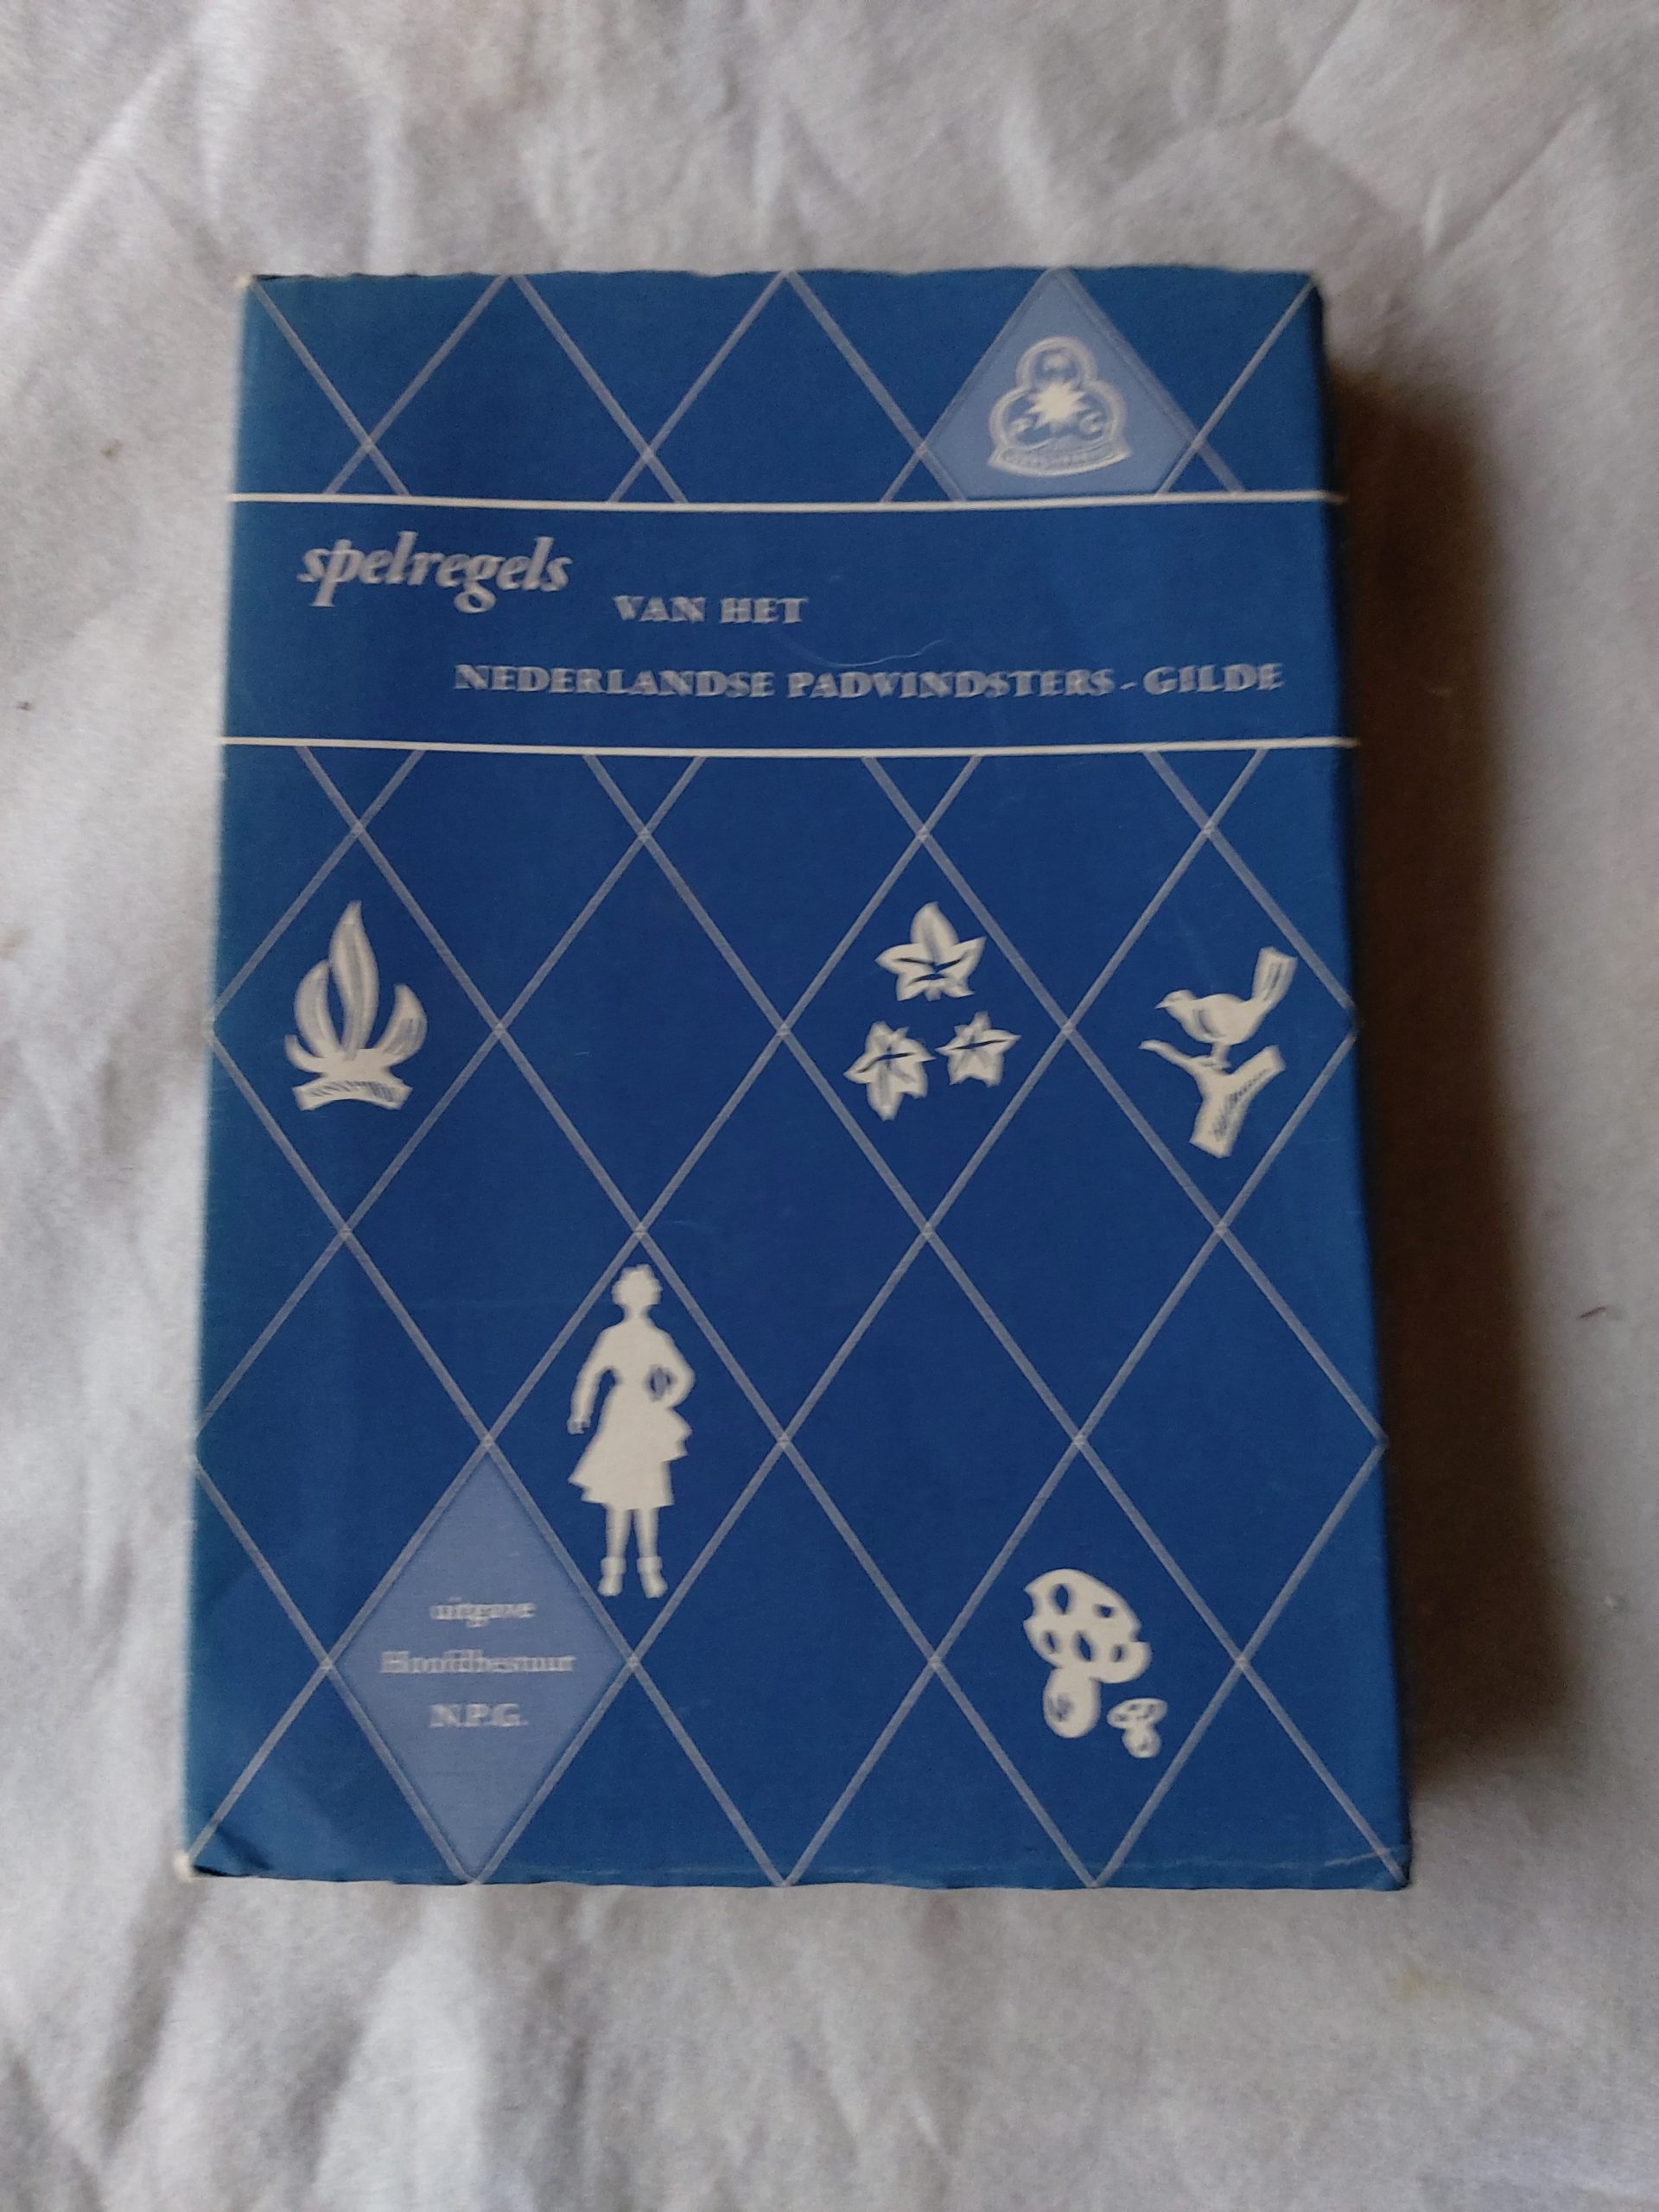 spelregels
VAN HET
NEDERLANDSE PADVINDSTERS-GILDE
uitgave
Hoofdbestuur
N.P.G.